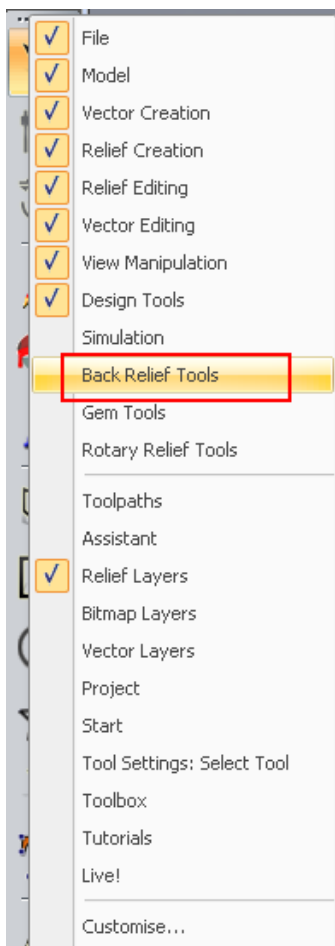 File
Model
Vector Creation
Relief Creation
Relief Editing
Vector Editing
View Manipulation
Design Tools
Simulation
Back Relief Tools
Gem Tools
Rotary Relief Tools
Toolpaths
Assistant
Relief Layers
Bitmap Layers
Vector Layers
Project
Start
Tool Settings: Select Tool
Toolbox
Tutorials
Live!
Customise...